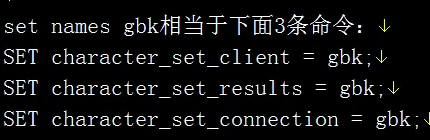 set names gbk相当于下面3条命令：↓
SET character_set_client = gbk;↓
SET character_set_results = gbk;↓
SET character_set_connection = gbk;↓